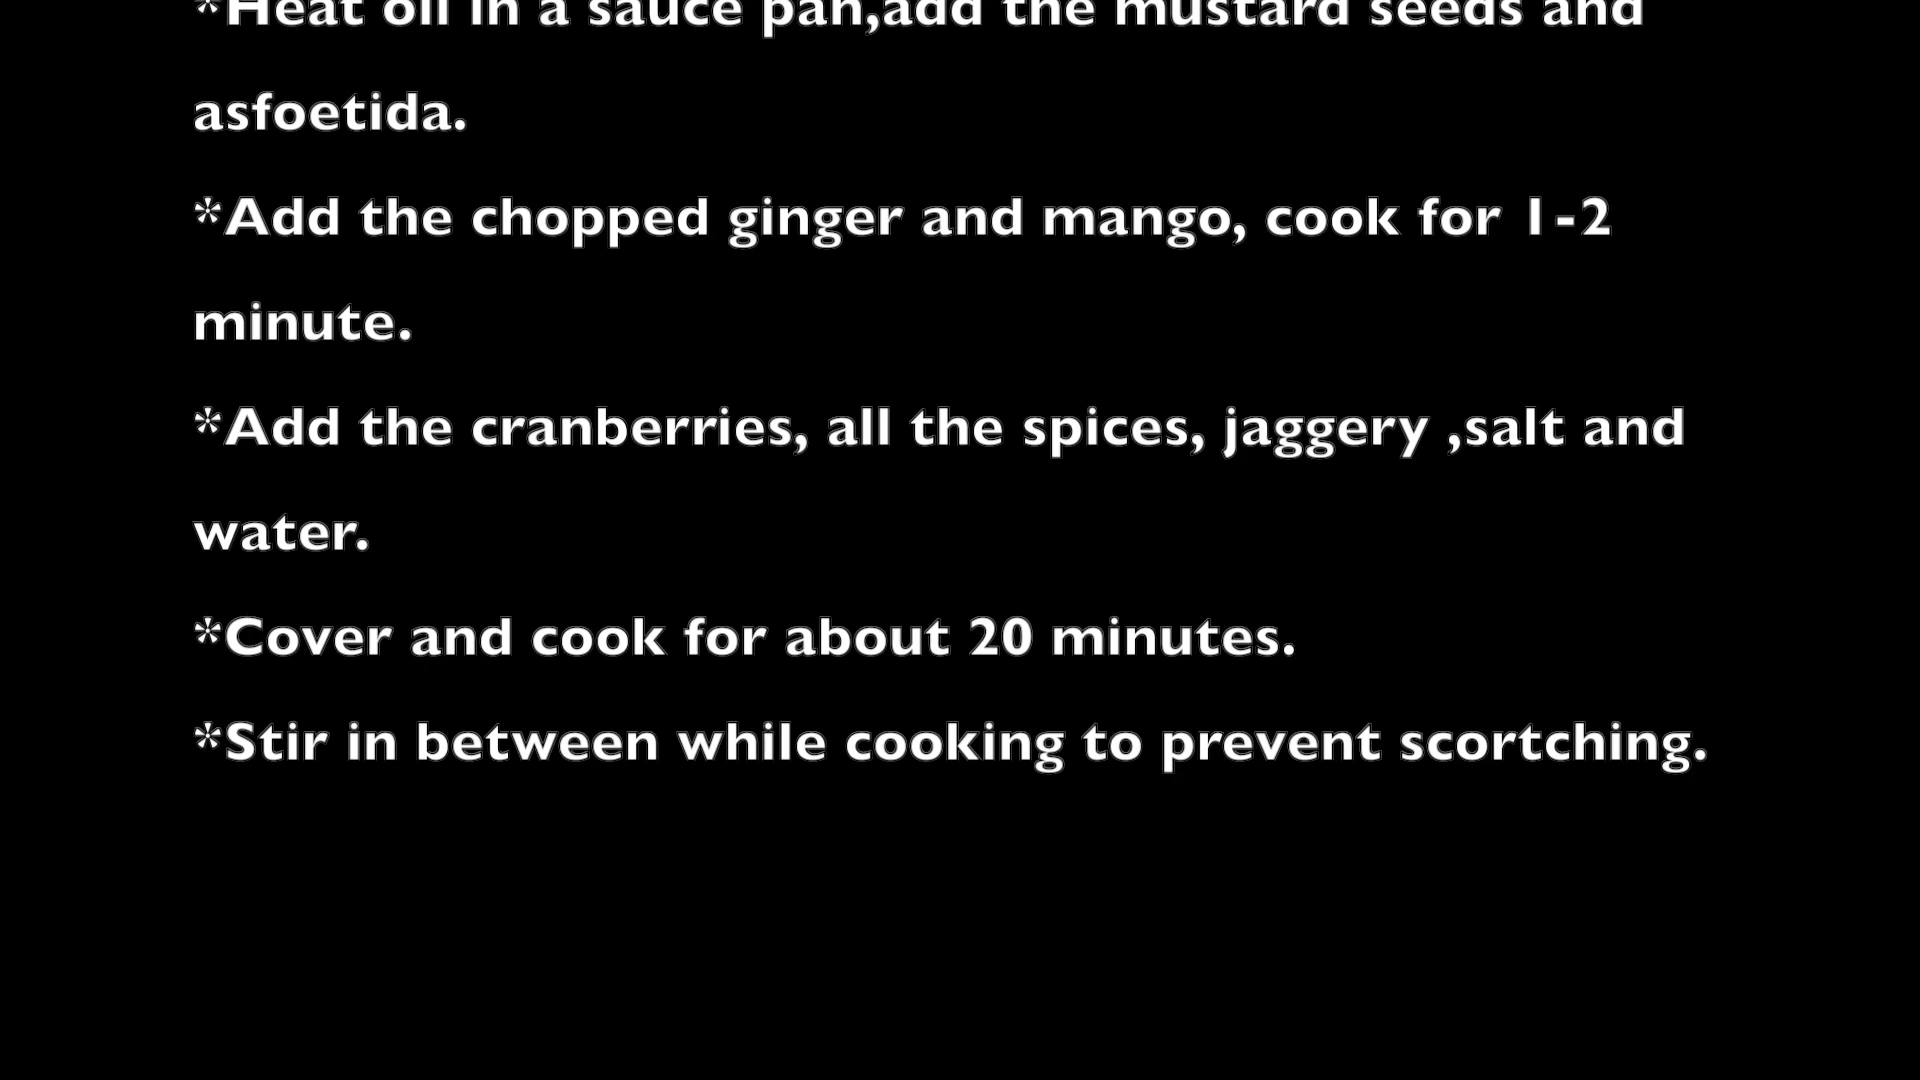 *Heat oil in a sauce pan,add the mustard seeds and
asfoetida.
*Add the chopped ginger and mango, cook for 1-2
minute.
*Add the cranberries, all the spices, jaggery ,salt and
water.
*Cover and cook for about 20 minutes.
*Stir in between while cooking to prevent scortching.